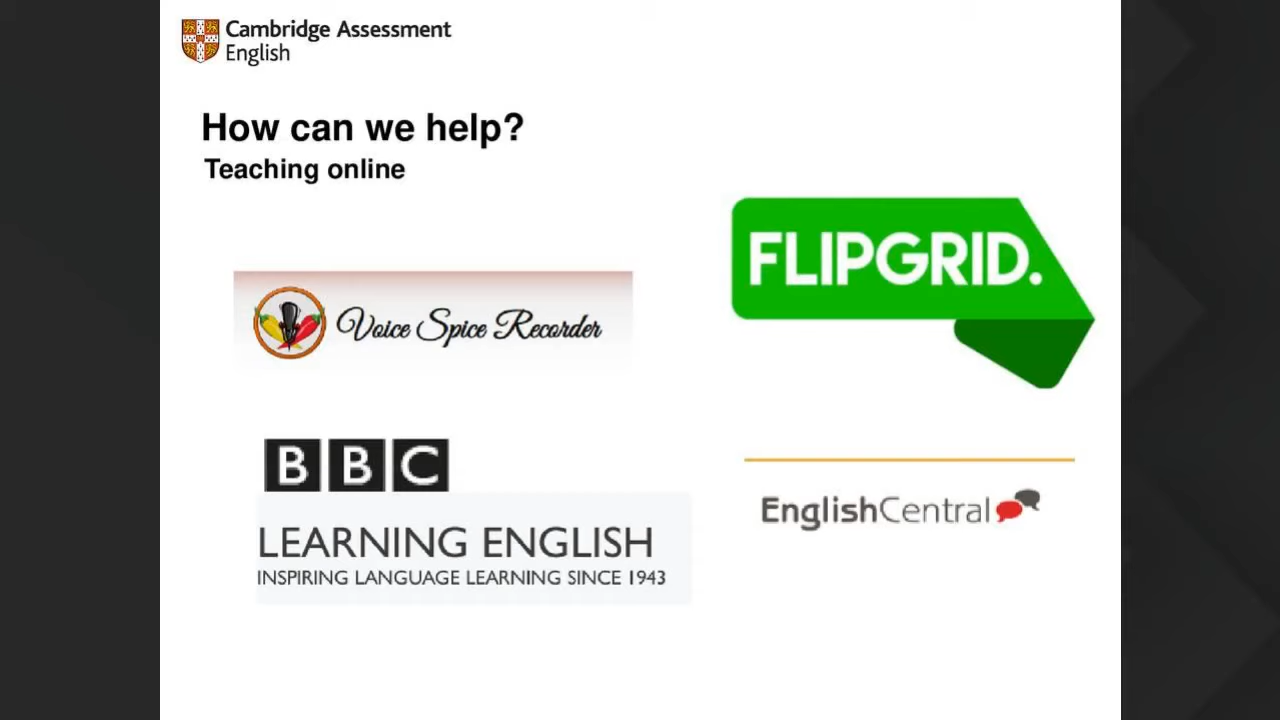 Cambridge Assessment
English
How can we help?
Teaching online
FLIPGRID.
Voice Spice Recorder
BBC
LEARNING ENGLISH
INSPIRING LANGUAGE LEARNING SINCE 1943
EnglishCentral